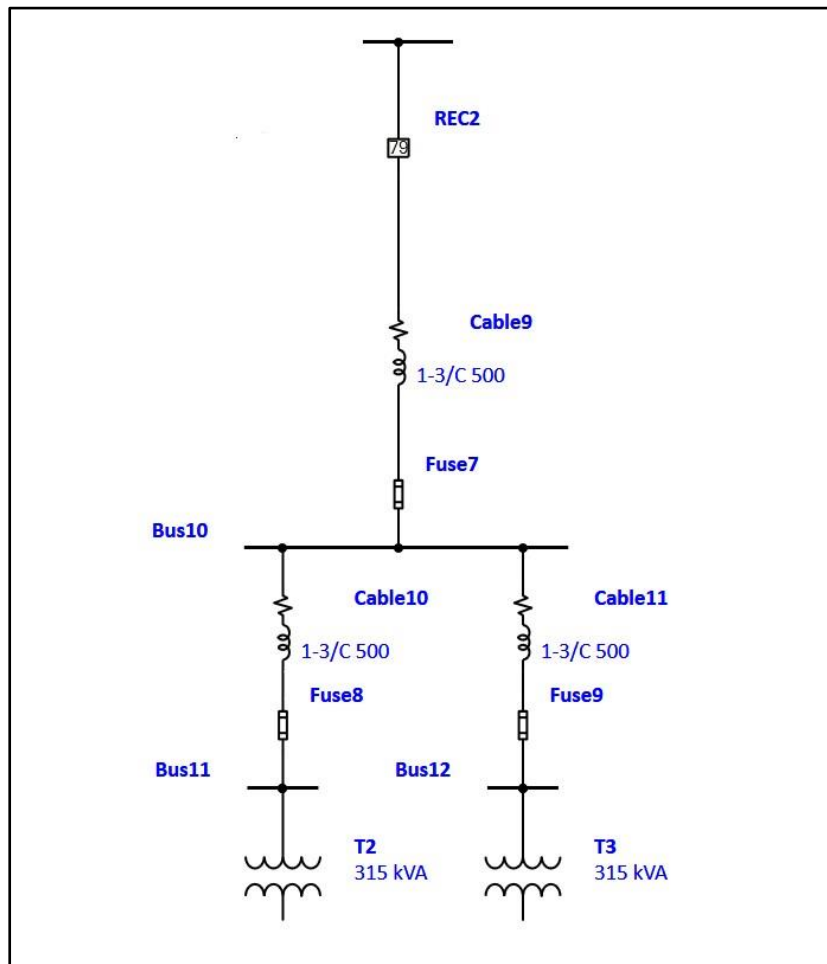 REC2
79
Cable9
1-3/C 500
Fuse7
Bus10
Cable10
Cable11
1-3/C 500
1-3/C 500
Fuse8
Fuse9
Bus11
Bus12
T2
315 kVA
T3
315 kVA